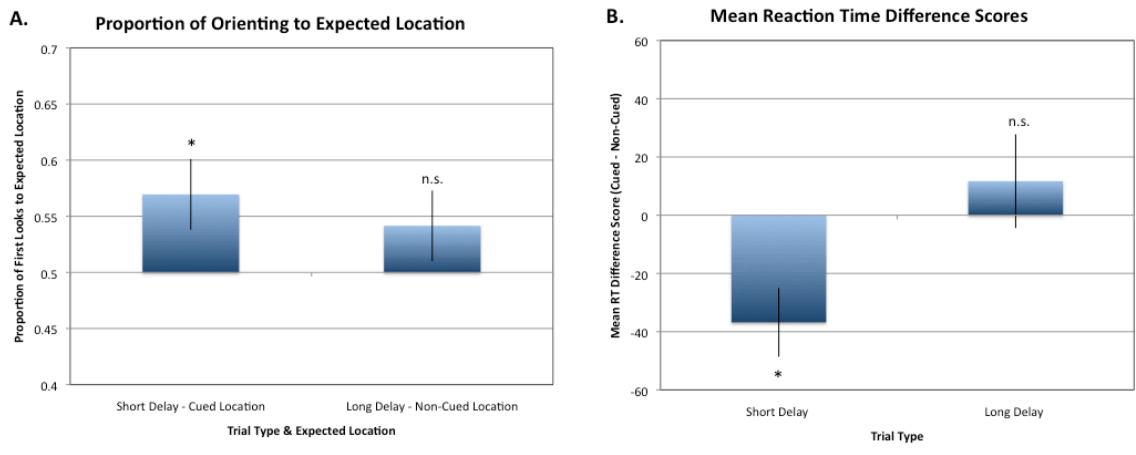 A.
Proportion of Orienting to Expected Location
Proportion of First Looks to Expected Location
0.7
0.65
0.6
0.55
0.5
0.45
0.4
*
n.s.
Short Delay - Cued Location
Long Delay - Non-Cued Location
Trial Type & Expected Location
B.
Mean Reaction Time Difference Scores
Mean RT Difference Score (Cued - Non-Cued)
60
40
20
0
-20
-40
-60
n.s.
*
Short Delay
Long Delay
Trial Type